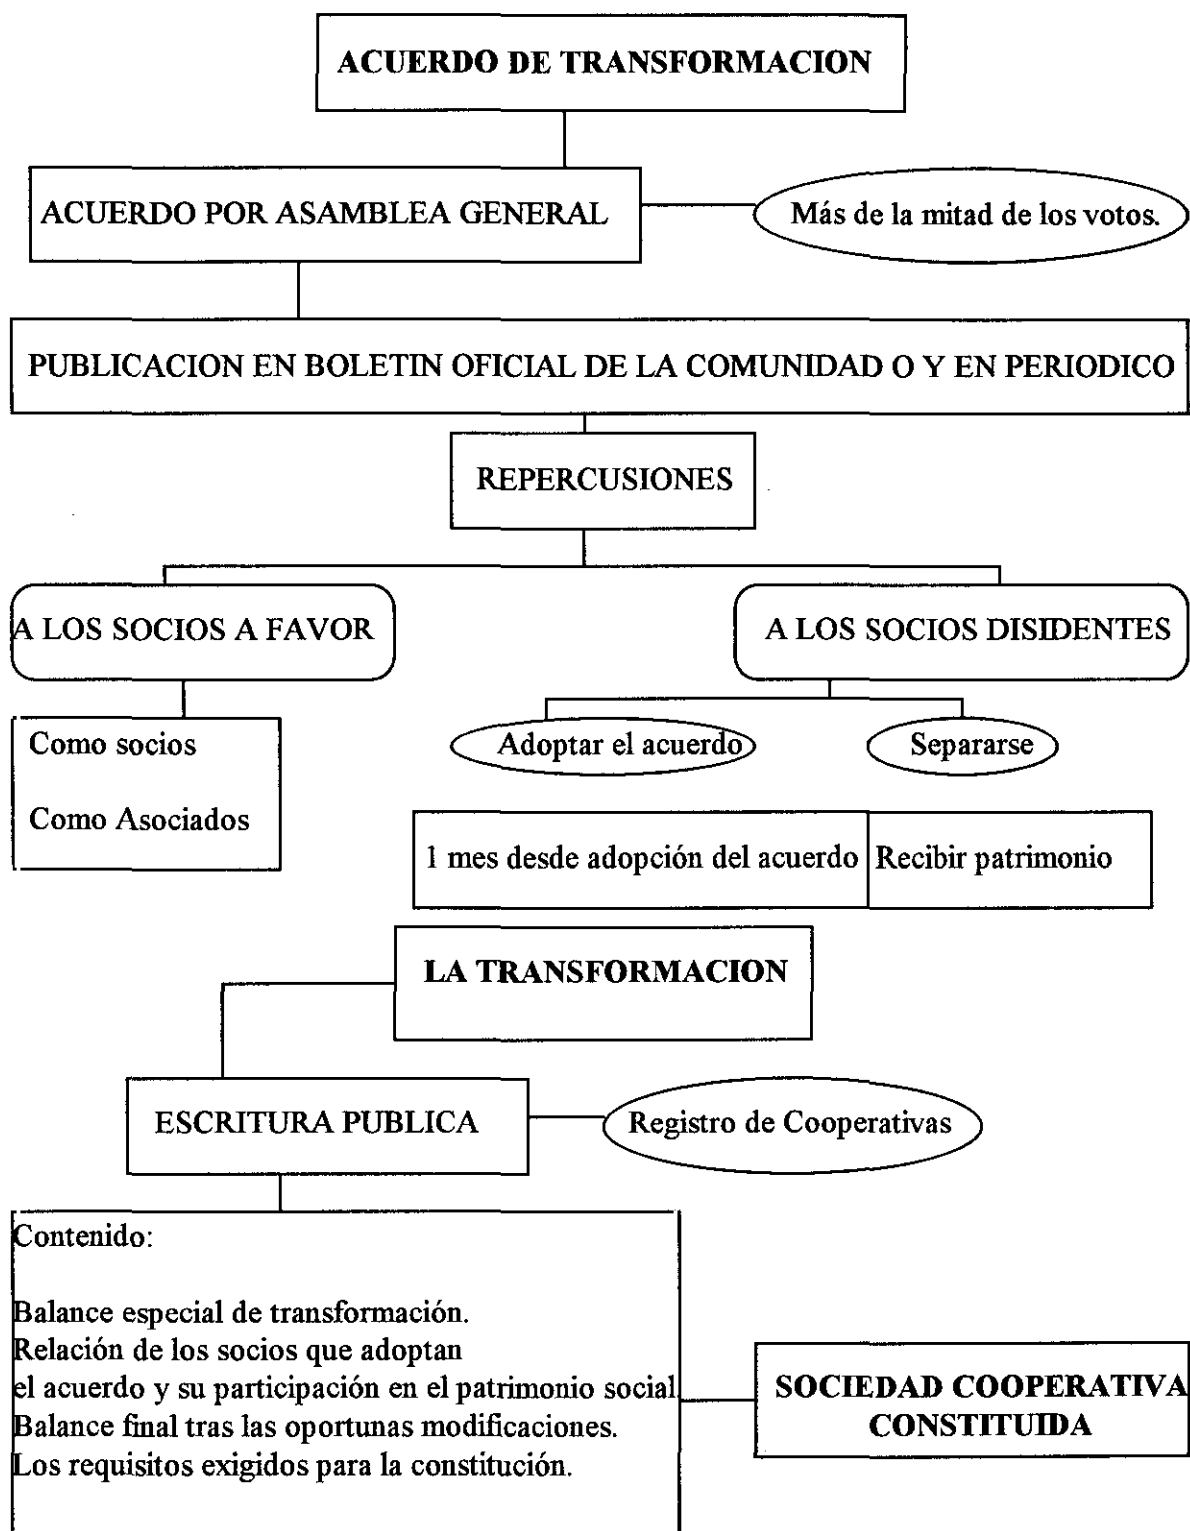 ACUERDO DE TRANSFORMACION
ACUERDO POR ASAMBLEA GENERAL
Más de la mitad de los votos.
PUBLICACION EN BOLETIN OFICIAL DE LA COMUNIDAD O Y EN PERIODICO
REPERCUSIONES
A LOS SOCIOS A FAVOR
A LOS SOCIOS DISIDENTES
Como socios
Como Asociados
Adoptar el acuerdo
Separarse
1 mes desde adopción del acuerdo
Recibir patrimonio
LA TRANSFORMACION
ESCRITURA PUBLICA
Registro de Cooperativas
Contenido:
Balance especial de transformación.
Relación de los socios que adoptan
el acuerdo y su participación en el patrimonio social
Balance final tras las oportunas modificaciones.
Los requisitos exigidos para la constitución.
SOCIEDAD COOPERATIVA
CONSTITUIDA